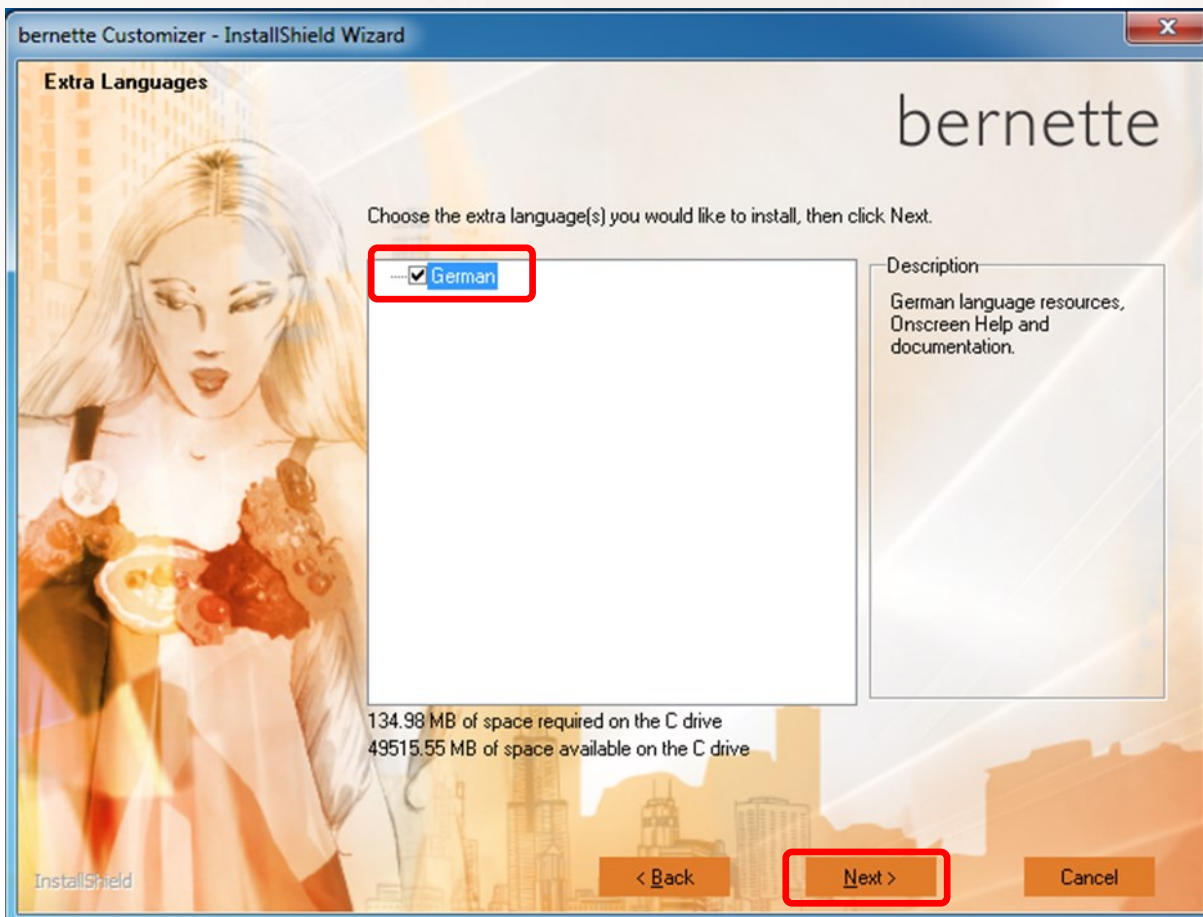 bernette Customizer - InstallShield Wizard
Extra Languages
bernette
Choose the extra language(s) you would like to install, then click Next.
German
Description
German language resources,
Onscreen Help and
documentation.
134.98 MB of space required on the C drive
49515.55 MB of space available on the C drive
InstallShield
< Back
Next >
Cancel